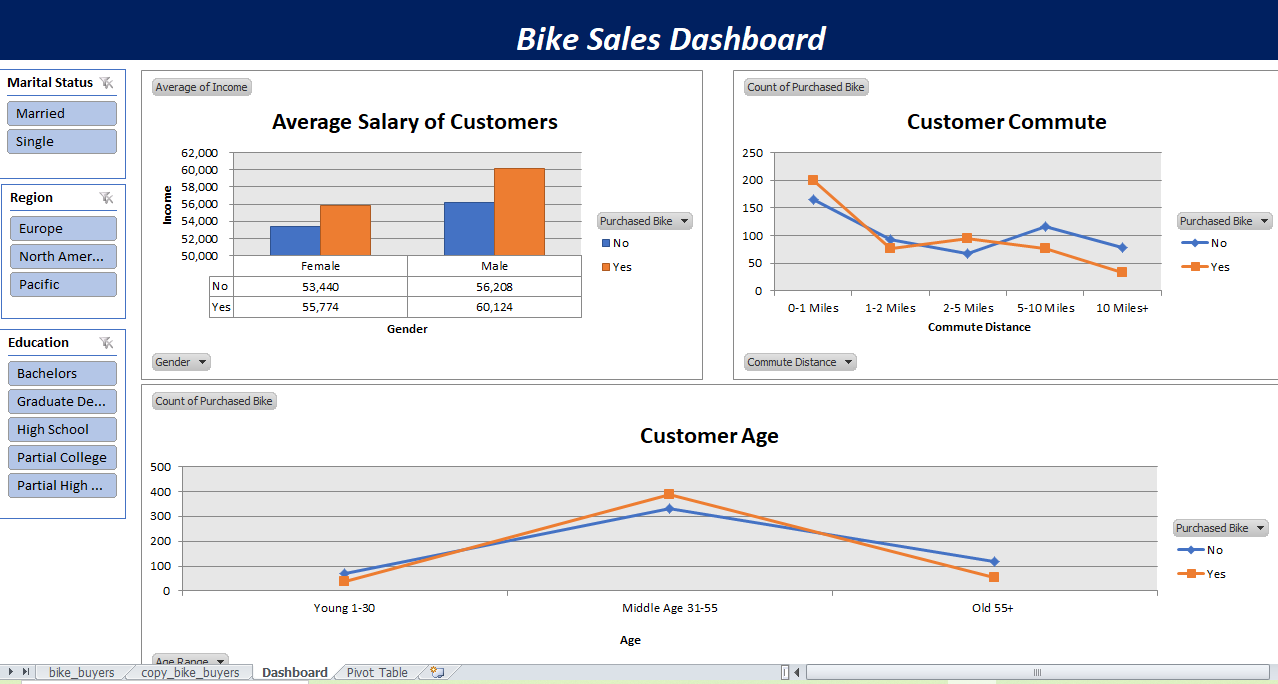 Bike Sales Dashboard
Marital Status
Married
Single
Region
Europe
North Amer...
Pacific
Education
Bachelors
Graduate De...
High School
Partial College
Partial High ...
Average of Income
Average Salary of Customers
62,000
60,000
58,000
56,000
54,000
52,000
50,000
Income
Female Male
No 53,440 56,208
Yes 55,774 60,124
Gender
Purchased Bike
No
Yes
Gender
Count of Purchased Bike
Customer Commute
250
200
150
100
50
0
0-1 Miles 1-2 Miles 2-5 Miles 5-10 Miles 10 Miles+
Commute Distance
Purchased Bike
No
Yes
Commute Distance
Count of Purchased Bike
Customer Age
500
400
300
200
100
0
Young 1-30 Middle Age 31-55 Old 55+
Age
Purchased Bike
No
Yes
Age Range
bike_buyers copy_bike_buyers Dashboard Pivot Table